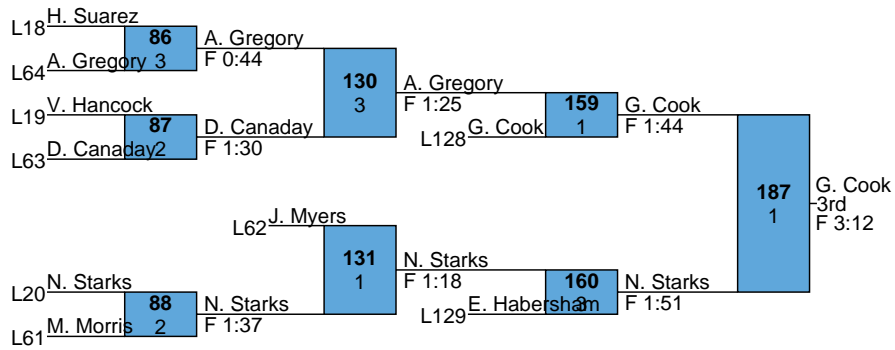 H. Suarez
L18
86
3
A. Gregory
F 0:44
A. Gregory
L64
130
3
A. Gregory
F 1:25
V. Hancock
L19
87
2
D. Canaday
F 1:30
D. Canaday
L63
159
1
G. Cook
L128
G. Cook
F 1:44
187
1
G. Cook
3rd
F 3:12
J. Myers
L62
131
1
N. Starks
F 1:18
N. Starks
L20
88
2
N. Starks
F 1:37
M. Morris
L61
160
3
E. Habersham
L129
N. Starks
F 1:51